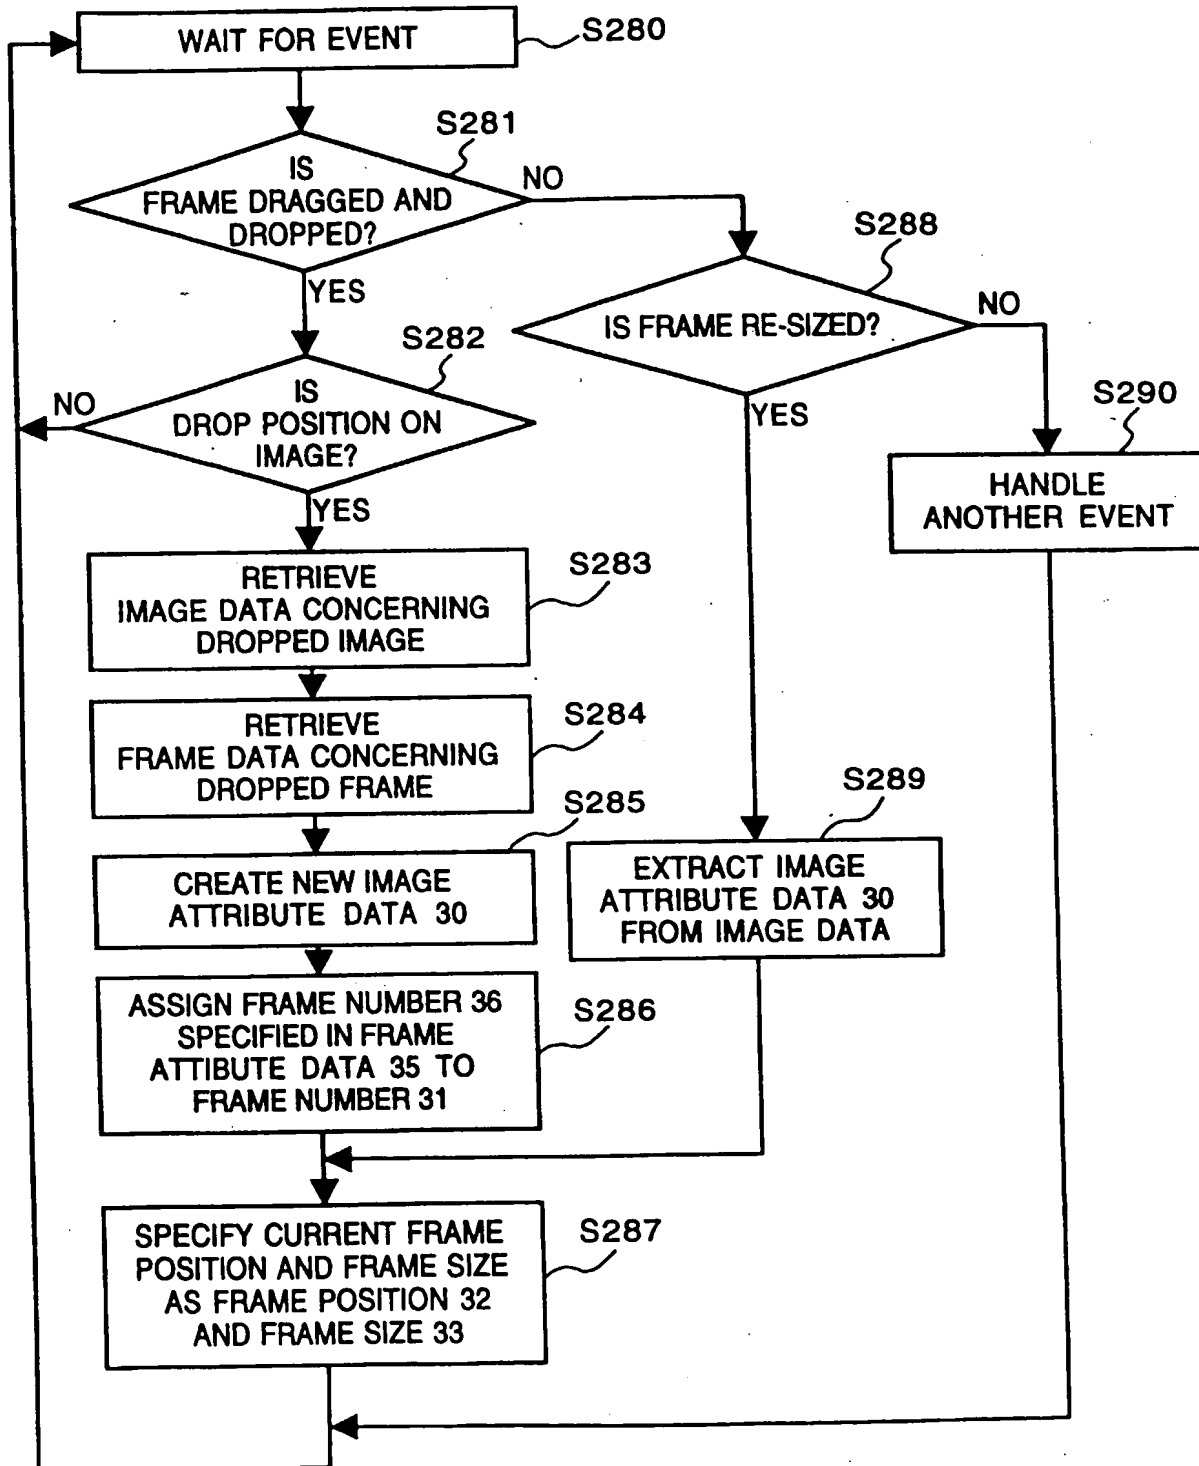 WAIT FOR EVENT
S280
S281
IS
FRAME DRAGGED AND
DROPPED?
NO
YES
S288
IS FRAME RE-SIZED?
NO
YES
S282
IS
DROP POSITION ON
IMAGE?
NO
YES
S290
HANDLE
ANOTHER EVENT
S283
RETRIEVE
IMAGE DATA CONCERNING
DROPPED IMAGE
S284
RETRIEVE
FRAME DATA CONCERNING
DROPPED FRAME
S285
CREATE NEW IMAGE
ATTRIBUTE DATA 30
S289
EXTRACT IMAGE
ATTRIBUTE DATA 30
FROM IMAGE DATA
S286
ASSIGN FRAME NUMBER 36
SPECIFIED IN FRAME
ATTIBUTE DATA 35 TO
FRAME NUMBER 31
S287
SPECIFY CURRENT FRAME
POSITION AND FRAME SIZE
AS FRAME POSITION 32
AND FRAME SIZE 33